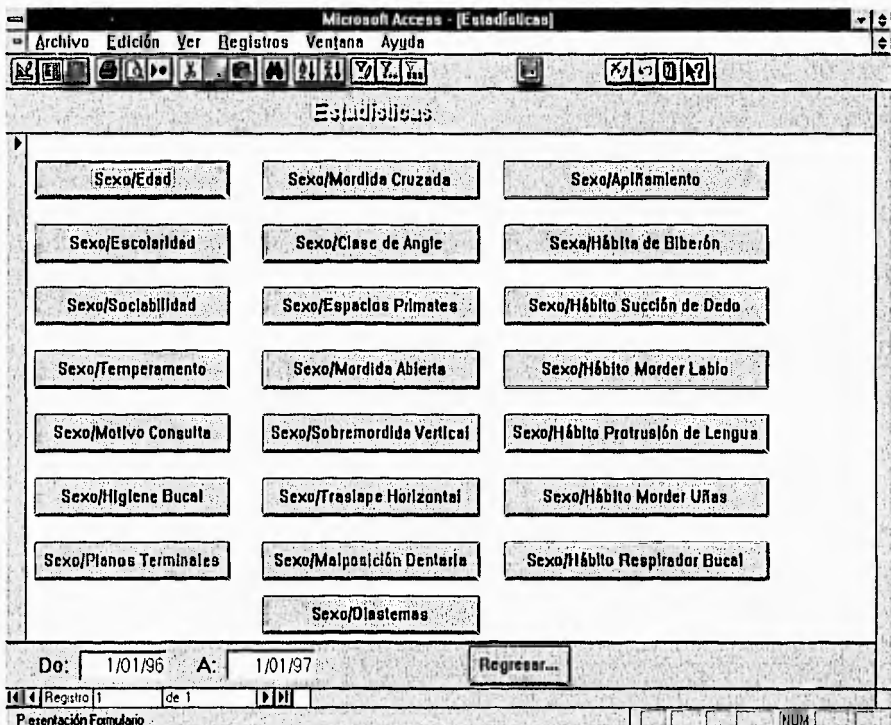 Microsoft Access - [Estadísticas]
Archivo Edición Ver Registros Ventana Ayuda
Estadísticas
Sexo/Edad Sexo/Mordida Cruzada Sexo/Apiñamiento
Sexo/Escolaridad Sexo/Clase de Angle Sexo/Hábito de Biberón
Sexo/Sociabilidad Sexo/Espacios Primates Sexo/Hábito Succión de Dedo
Sexo/Temperamento Sexo/Mordida Abierta Sexo/Hábito Morder Labio
Sexo/Motivo Consulta Sexo/Sobremordida Vertical Sexo/Hábito Protrusión de Lengua
Sexo/Higiene Bucal Sexo/Traslape Horizontal Sexo/Hábito Morder Uñas
Sexo/Planos Terminales Sexo/Malposición Dentaria Sexo/Hábito Respirador Bucal
Sexo/Diastemas
De: 1/01/96 A: 1/01/97 Regresar...
Registro 1 de 1
Presentación Formulario NUM